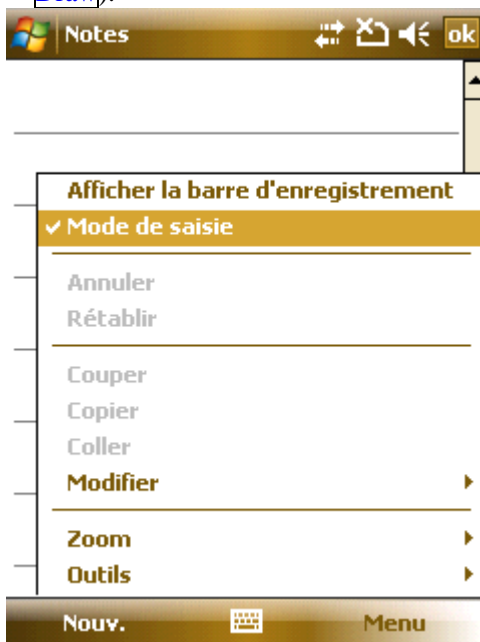 Notes
ok
Afficher la barre d'enregistrement
Mode de saisie
Annuler
Rétablir
Couper
Copier
Coller
Modifier
Zoom
Outils
Nouv.
Menu